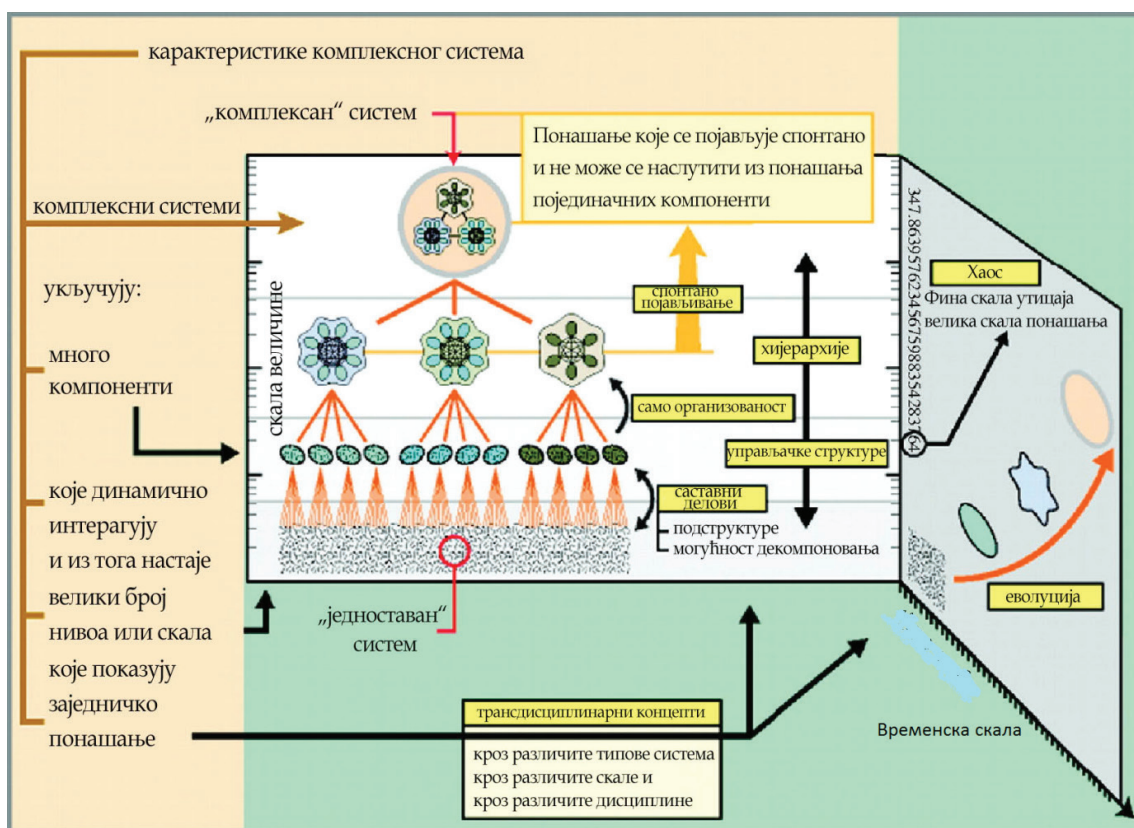 карактеристике комплексног система
„комплексан“ систем
Понашање које се појављује спонтано
и не може се наслутити из понашања
појединачних компоненти
комплексни системи
укључују:
много
компоненти
које динамично
интерагују
и из тога настаје
велики број
нивоа или скала
које показују
заједничко
понашање
скала величине
спонтано
појављивање
хијерархије
само организованост
управљачке структуре
саставни
делови
подструктуре
могућност декомпоновања
„једноставан“
систем
347.86395762345675988354283764
Хаос
Фина скала утицаја
велика скала понашања
еволуција
Временска скала
трансдисциплинарни концепти
кроз различите типове система
кроз различите скале и
кроз различите дисциплине